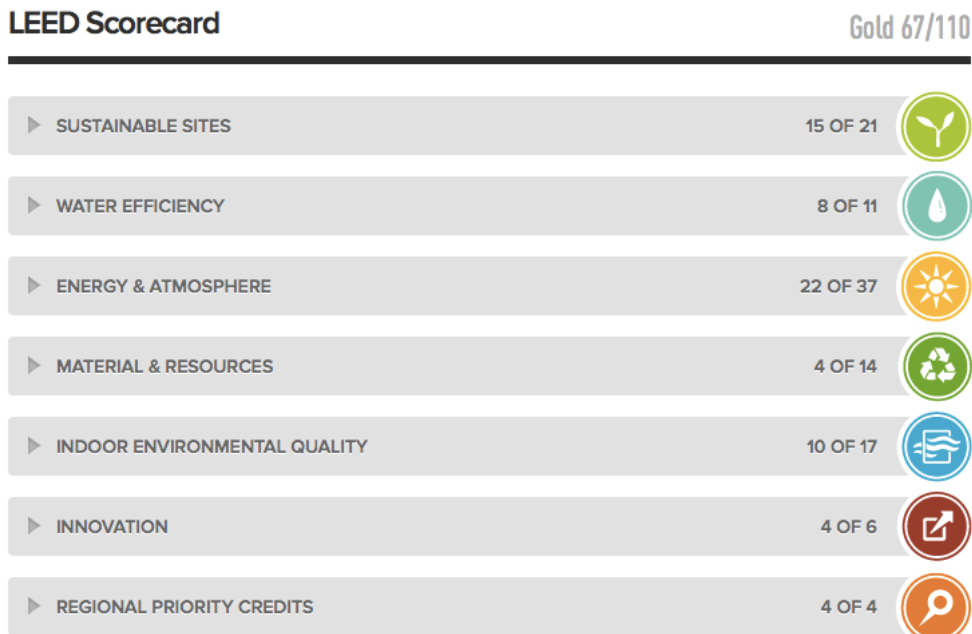 LEED Scorecard
Gold 67/110
SUSTAINABLE SITES 15 OF 21
WATER EFFICIENCY 8 OF 11
ENERGY & ATMOSPHERE 22 OF 37
MATERIAL & RESOURCES 4 OF 14
INDOOR ENVIRONMENTAL QUALITY 10 OF 17
INNOVATION 4 OF 6
REGIONAL PRIORITY CREDITS 4 OF 4